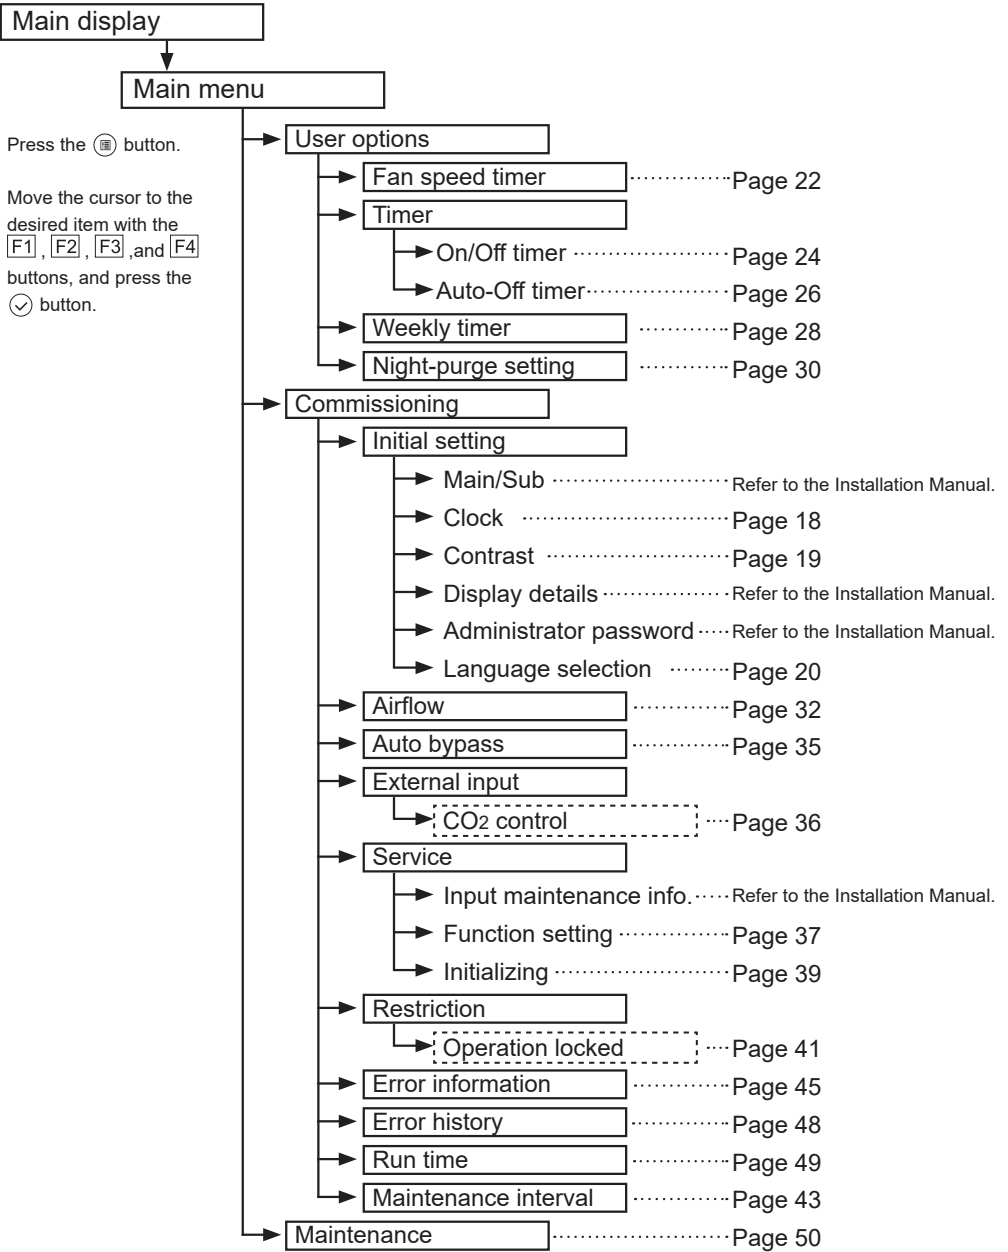 Main display
Main menu
Press the button.
Move the cursor to the
desired item with the
F1 , F2 , F3 ,and F4
buttons, and press the
button.
User options
Fan speed timer Page 22
Timer
On/Off timer Page 24
Auto-Off timer Page 26
Weekly timer Page 28
Night-purge setting Page 30
Commissioning
Initial setting
Main/Sub Refer to the Installation Manual.
Clock Page 18
Contrast Page 19
Display details Refer to the Installation Manual.
Administrator password Refer to the Installation Manual.
Language selection Page 20
Airflow Page 32
Auto bypass Page 35
External input
CO2 control Page 36
Service
Input maintenance info. Refer to the Installation Manual.
Function setting Page 37
Initializing Page 39
Restriction
Operation locked Page 41
Error information Page 45
Error history Page 48
Run time Page 49
Maintenance interval Page 43
Maintenance Page 50